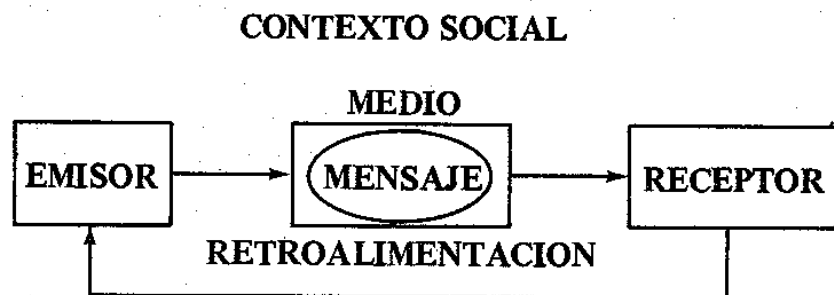 CONTEXTO SOCIAL
MEDIO
EMISOR
MENSAJE
RECEPTOR
RETROALIMENTACION